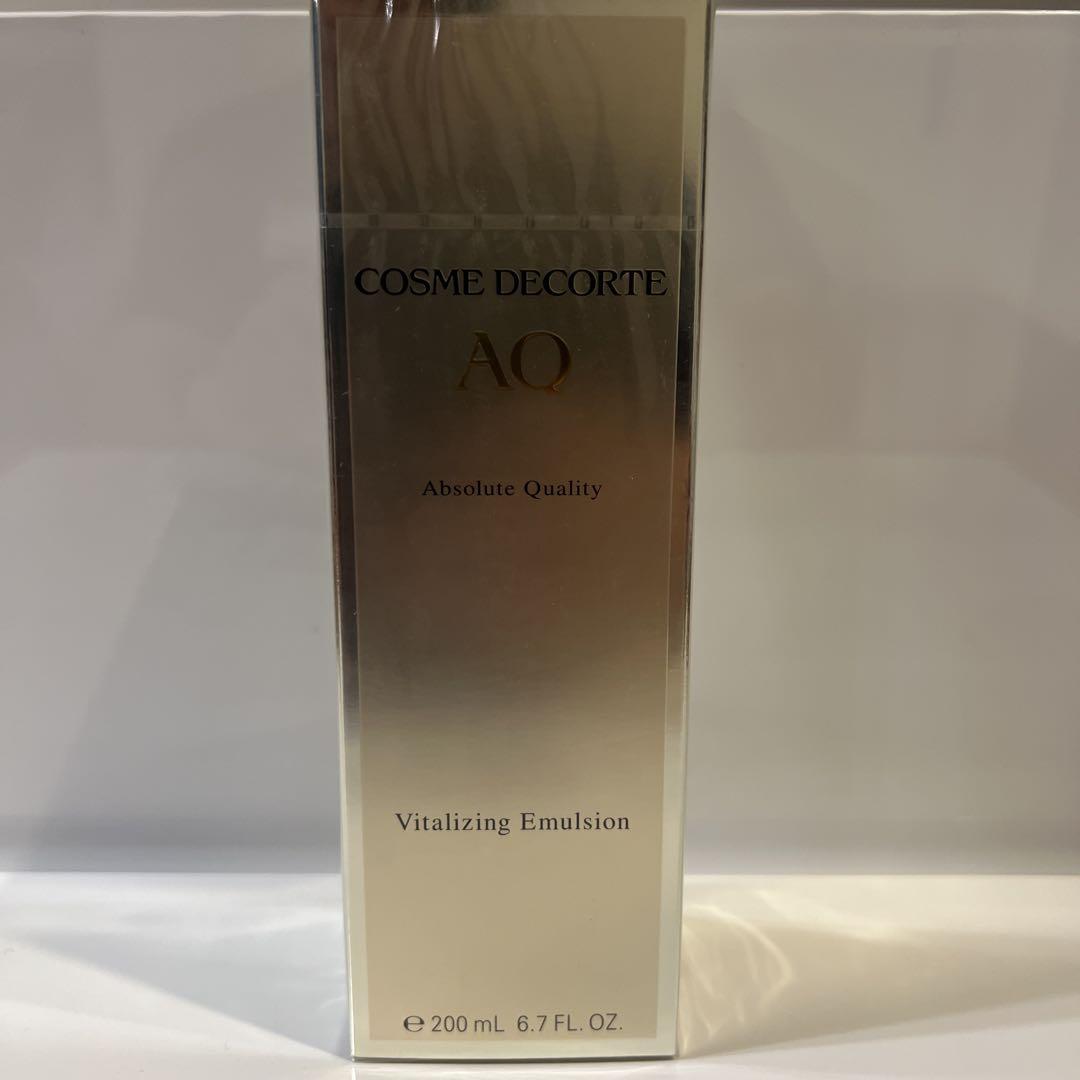 COSME DECORTE
AQ
Absolute Quality
Vitalizing Emulsion
℮ 200 mL 6.7 FL. OZ.